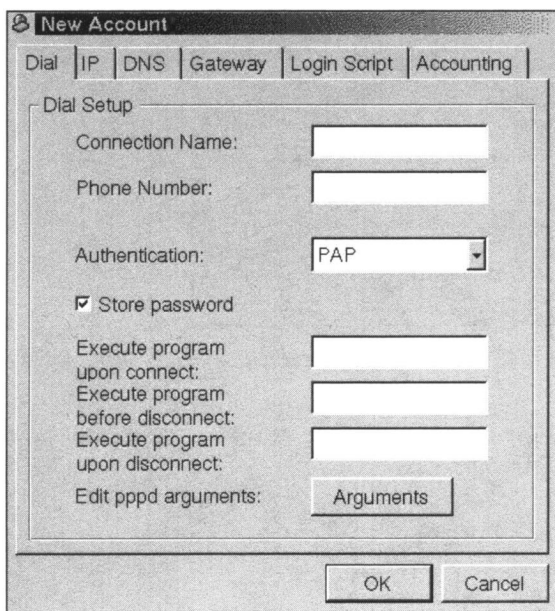 New Account
Dial IP DNS Gateway Login Script Accounting
Dial Setup
Connection Name:
Phone Number:
Authentication: PAP
Store password
Execute program
upon connect:
Execute program
before disconnect:
Execute program
upon disconnect:
Edit pppd arguments: Arguments
OK Cancel